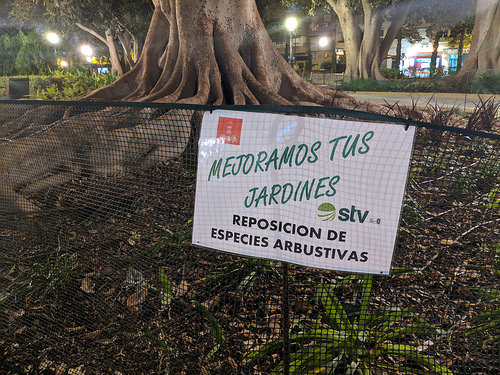 MEJORAMOS TUS
JARDINES
stv
REPOSICION DE
ESPECIES ARBUSTIVAS